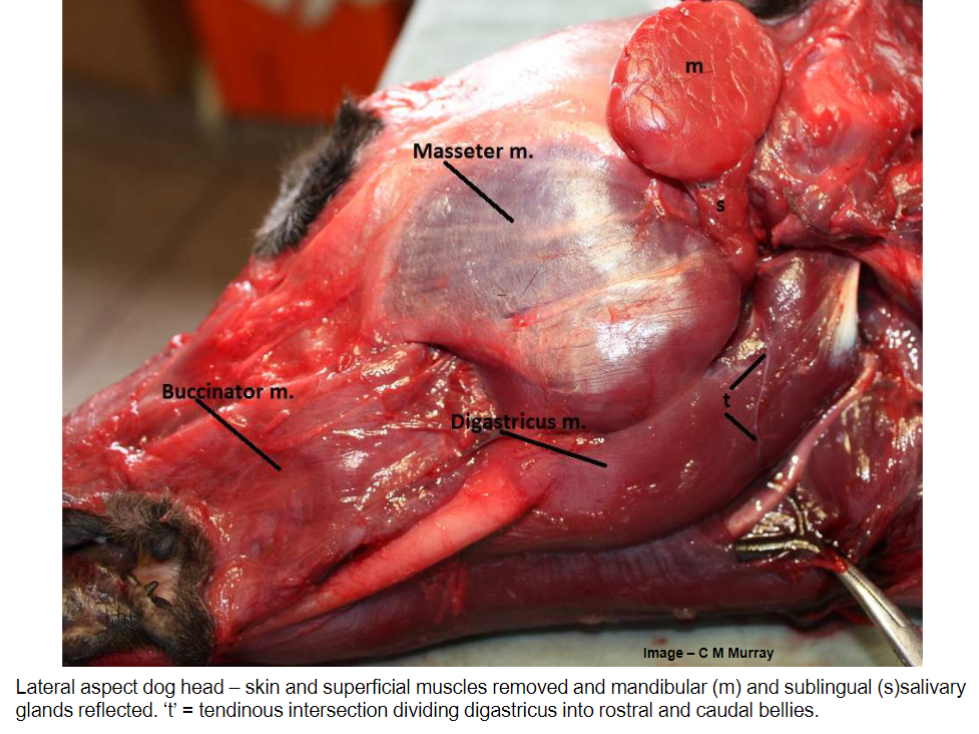 m
Masseter m.
s
Buccinator m.
t
Digastricus m.
Image – C M Murray
Lateral aspect dog head – skin and superficial muscles removed and mandibular (m) and sublingual (s)salivary
glands reflected. ‘t’ = tendinous intersection dividing digastricus into rostral and caudal bellies.